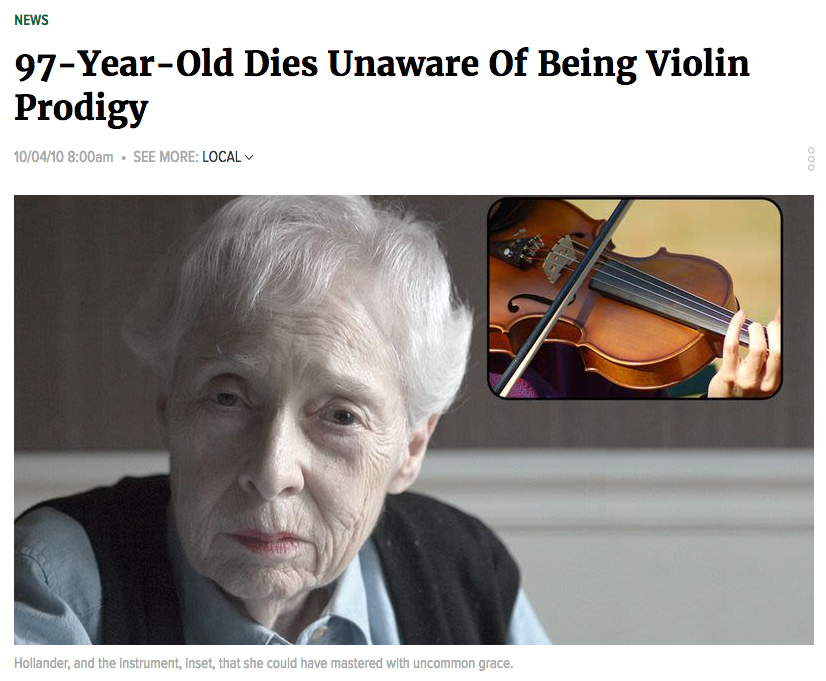 NEWS
97-Year-Old Dies Unaware Of Being Violin
Prodigy
10/04/10 8:00am • SEE MORE: LOCAL
Hollander, and the instrument, inset, that she could have mastered with uncommon grace.